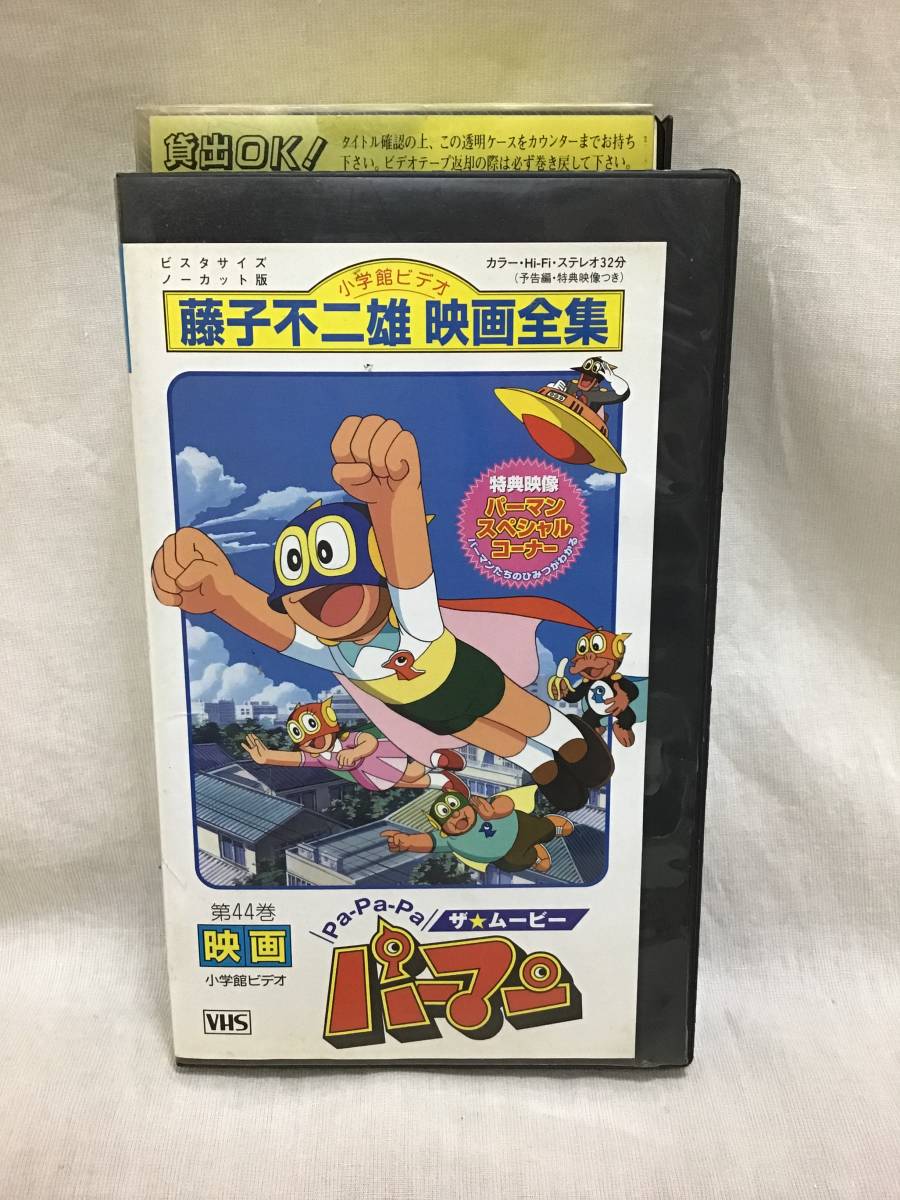 貸出OK!
タイトル確認の上、この透明ケースをカウンターまでお持ち
下さい。ビデオテープ返却の際は必ず巻き戻して下さい。
ビスタサイズ
ノーカット版
カラー・Hi-Fi・ステレオ32分
(予告編・特典映像つき)
小学館ビデオ
藤子不二雄 映画全集
特典映像
パーマン
スペシャル
コーナー
パーマンたちのひみつがわかる
第44巻
映画
小学館ビデオ
VHS
Pa-Pa-Pa
ザ★ムービー
パーマン